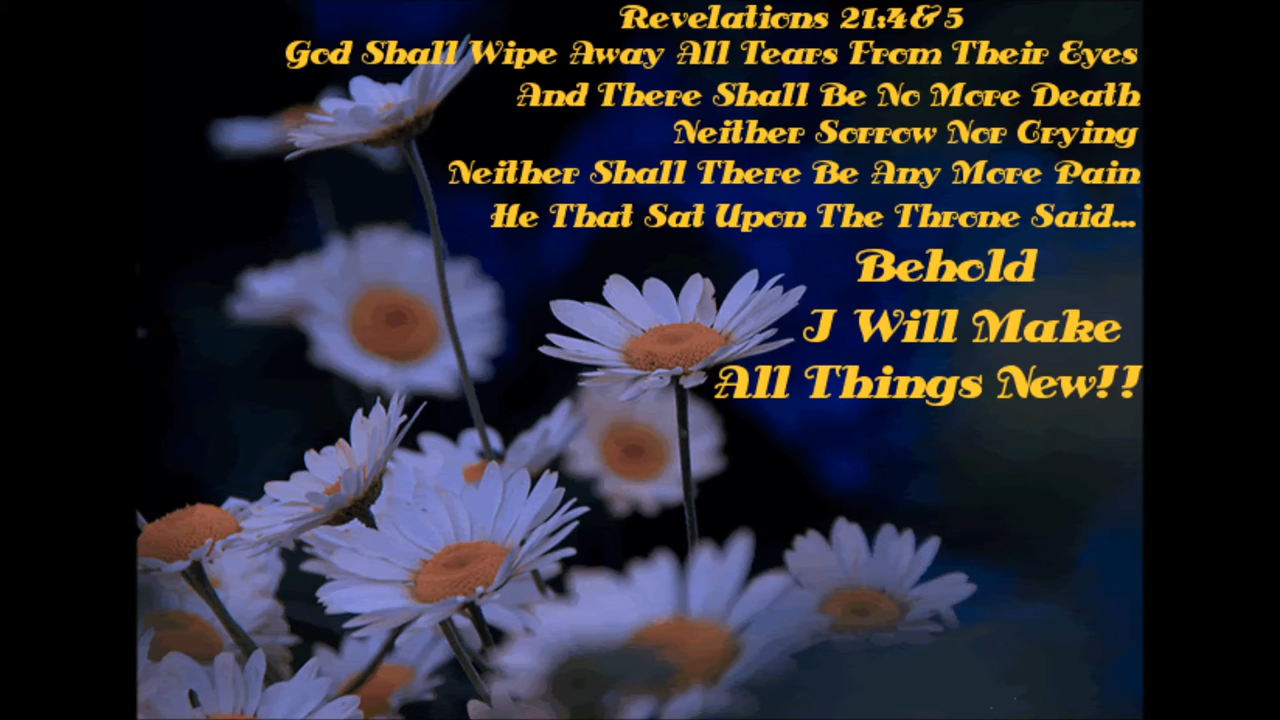 Revelations 21:4& 5
God Shall Wipe Away All Tears From Their Eyes
And There Shall Be No More Death
Neither Sorrow Nor Crying
Neither Shall There Be Any More Pain
He That Sat Upon The Throne Said...
Behold
I Will Make
All Things New!!